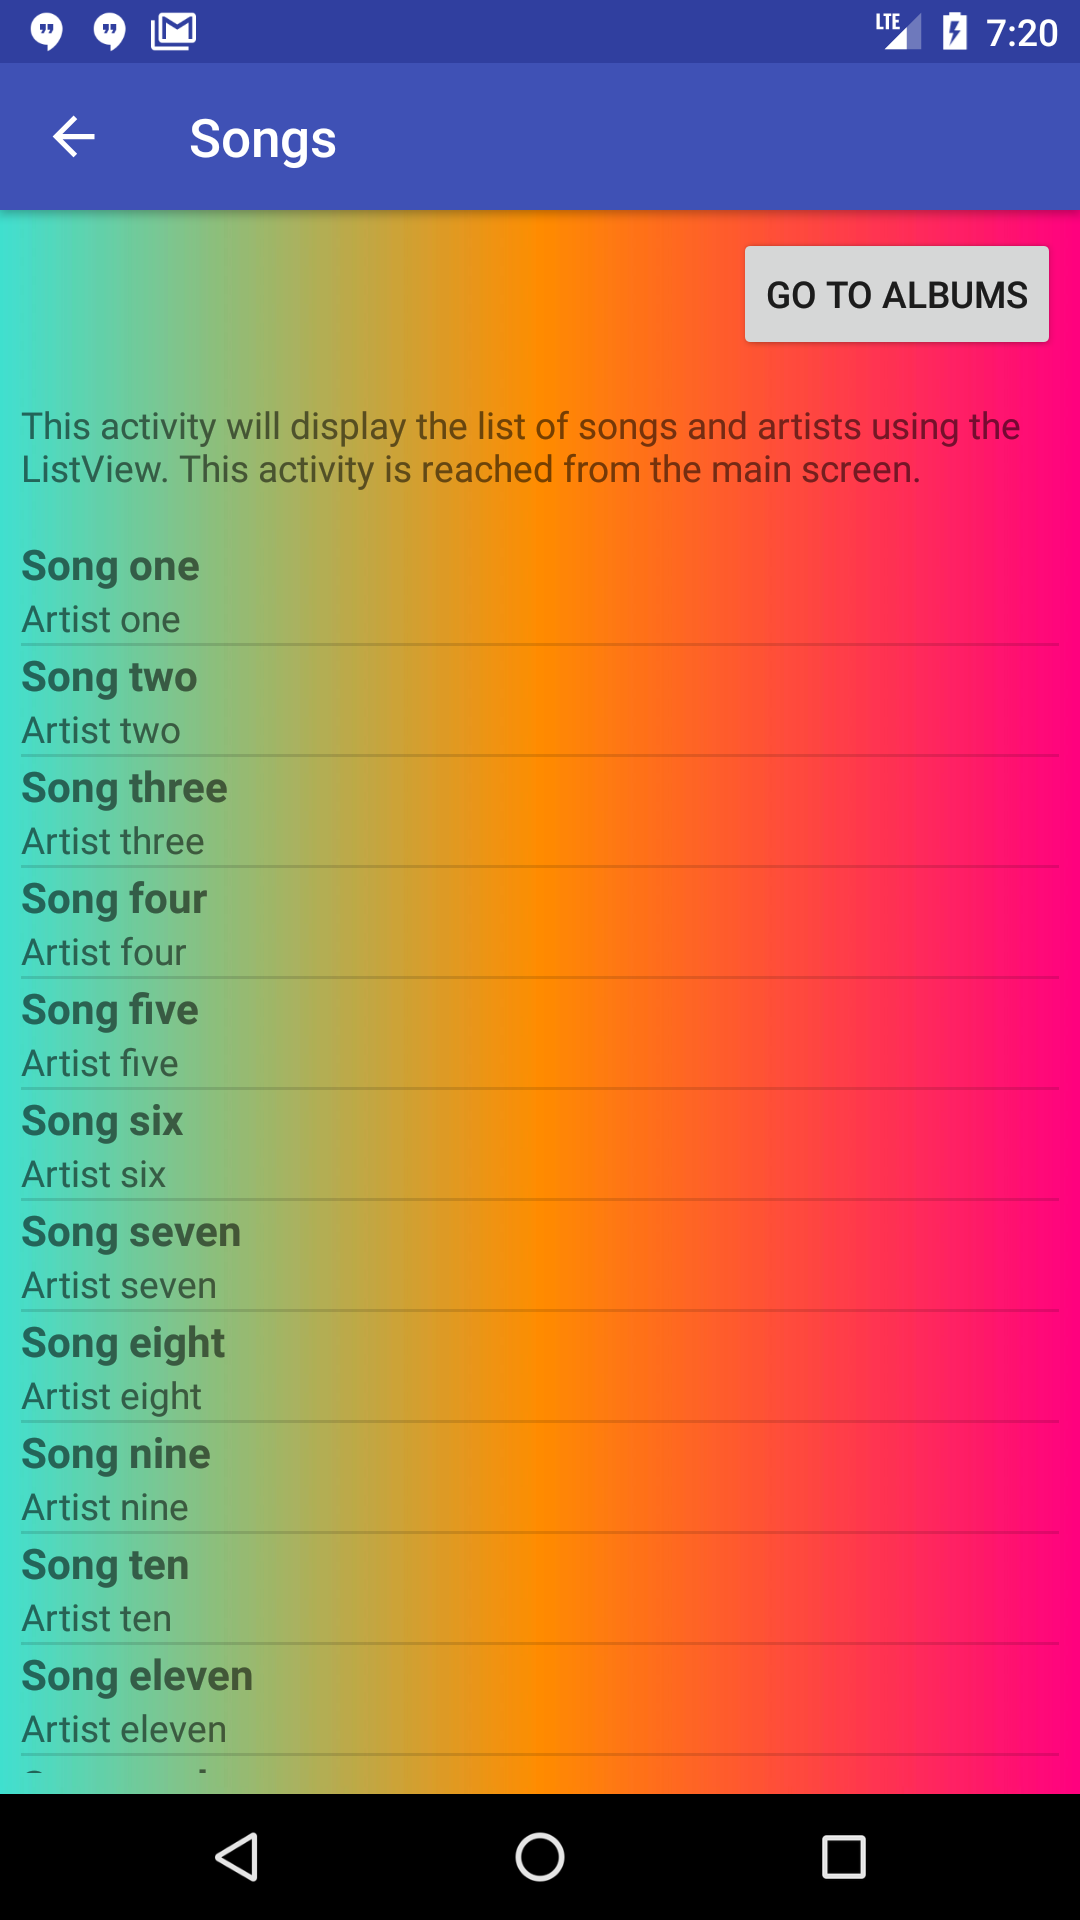 LTE 7:20
Songs
GO TO ALBUMS
This activity will display the list of songs and artists using the
ListView. This activity is reached from the main screen.
Song one
Artist one
Song two
Artist two
Song three
Artist three
Song four
Artist four
Song five
Artist five
Song six
Artist six
Song seven
Artist seven
Song eight
Artist eight
Song nine
Artist nine
Song ten
Artist ten
Song eleven
Artist eleven